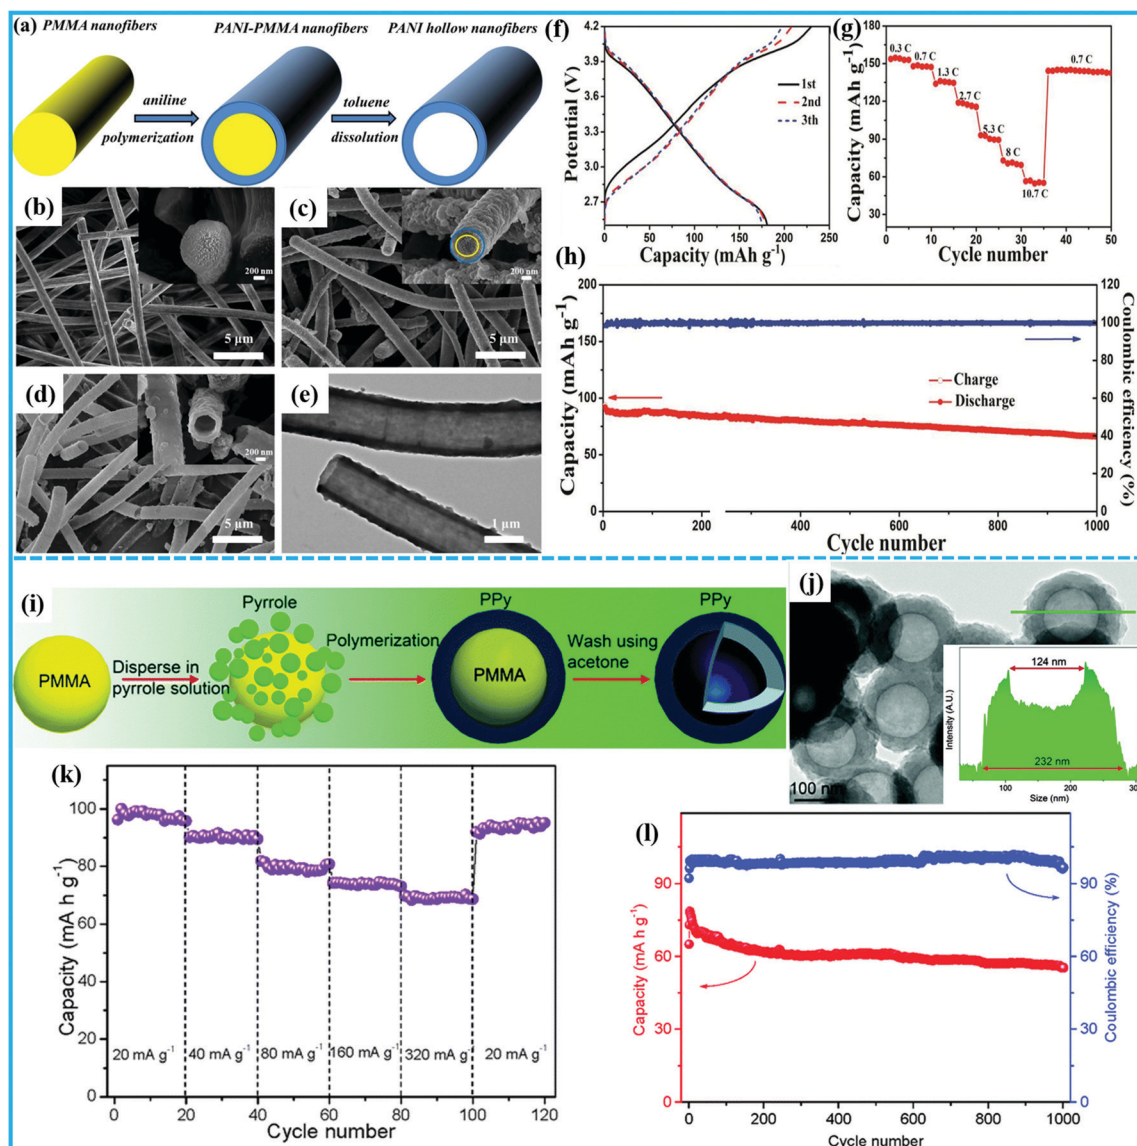 (a)
PMMA nanofibers
PANI-PMMA nanofibers
PANI hollow nanofibers
aniline
polymerization
toluene
dissolution
(b)
200 nm
5 μm
(c)
200 nm
5 μm
(d)
200 nm
5 μm
(e)
1 μm
(f)
Potential (V)
4.2
3.9
3.6
3.3
3.0
2.7
1st
2nd
3th
0 50 100 150 200 250
Capacity (mAh g-1)
(g)
Capacity (mAh g-1)
180
150
120
90
60
30
0.3 C
0.7 C
1.3 C
2.7 C
5.3 C
8 C
10.7 C
0.7 C
0 10 20 30 40 50
Cycle number
(h)
Capacity (mAh g-1)
200
175
150
125
100
75
50
25
0
Charge
Discharge
120
100
80
60
40
20
0
Coulombic efficiency (%)
0 200 400 600 800 1000
Cycle number
(i)
PMMA
Disperse in
pyrrole solution
Pyrrole
Polymerization
PPy
PMMA
Wash using
acetone
PPy
(j)
100 nm
124 nm
232 nm
Intensity (A.U.)
100 200
Size (nm)
(k)
Capacity (mA h g-1)
100
80
60
40
20
0
20 mA g-1
40 mA g-1
80 mA g-1
160 mA g-1
320 mA g-1
20 mA g-1
0 20 40 60 80 100 120
Cycle number
(l)
Capacity (mA h g-1)
90
60
30
0
90
60
30
0
Coulombic efficiency (%)
0 200 400 600 800 1000
Cycle number